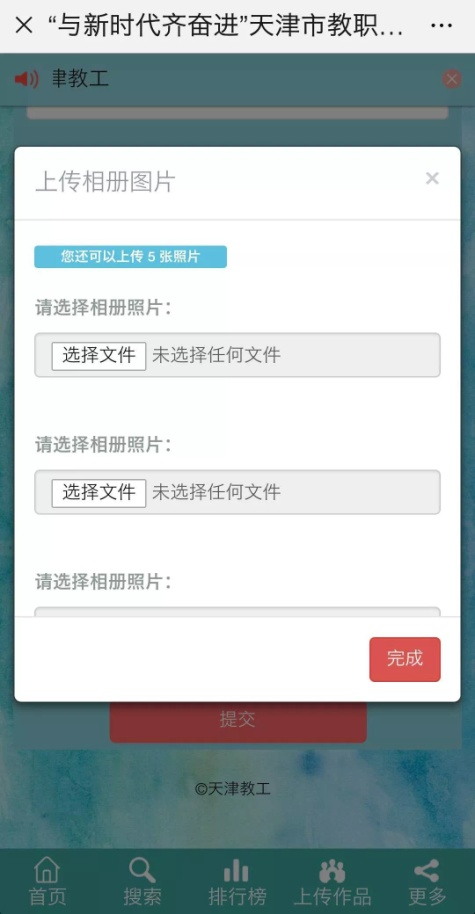 “与新时代齐奋进”天津市教职...
津教工
上传相册图片
您还可以上传 5 张照片
请选择相册照片：
选择文件 未选择任何文件
请选择相册照片：
选择文件 未选择任何文件
请选择相册照片：
完成
提交
©天津教工
首页 搜索 排行榜 上传作品 更多